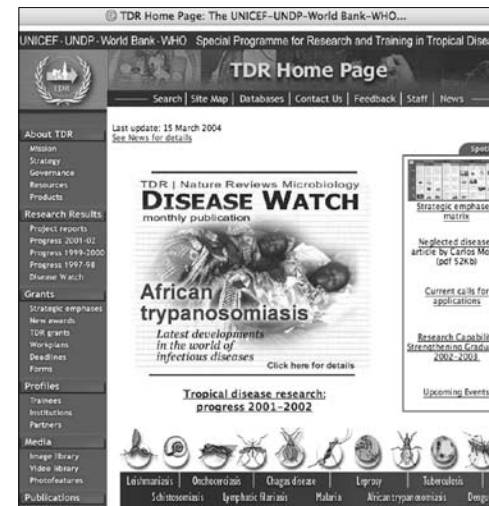 TDR Home Page: The UNICEF-UNDP-World Bank-WHO...
UNICEF - UNDP - World Bank - WHO Special Programme for Research and Training in Tropical Disea
TDR
TDR Home Page
Search | Site Map | Databases | Contact Us | Feedback | Staff | News
About TDR
Mission
Strategy
Governance
Resources
Products
Research Results
Project reports
Progress 2001-02
Progress 1999-2000
Progress 1997-98
Disease Watch
Grants
Strategic emphases
New awards
TDR grants
Workplans
Deadlines
Forms
Profiles
Trainees
Institutions
Partners
Media
Image library
Video library
Photofeatures
Publications
Last update: 15 March 2004
See News for details
TDR | Nature Reviews Microbiology
DISEASE WATCH
monthly publication
African
trypanosomiasis
Latest developments
in the world of
infectious diseases
Click here for details
Tropical disease research:
progress 2001-2002
Spot
Strategic emphase
matrix
Neglected disease
article by Carlos Mo
(pdf 52Kb)
Current calls for
applications
Research Capabilit
Strengthening Gradu
2002-2003
Upcoming Events
Leishmaniasis | Onchocerciasis | Chagas disease | Leprosy | Tuberculosis
Schistosomiasis Lymphatic filariasis Malaria African trypanosomiasis Dengu